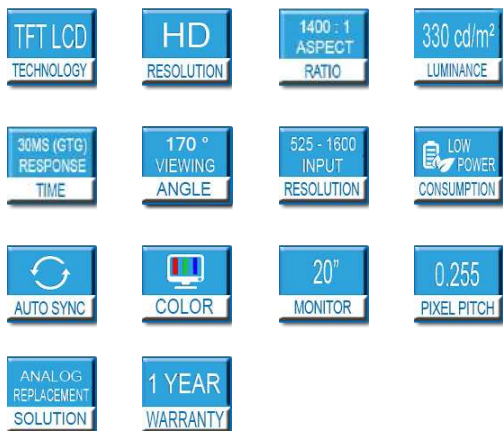 TFT LCD
TECHNOLOGY
HD
RESOLUTION
1400 : 1
ASPECT
RATIO
330 cd/m²
LUMINANCE
30MS (GTG)
RESPONSE
TIME
170 °
VIEWING
ANGLE
525 - 1600
INPUT
RESOLUTION
LOW
POWER
CONSUMPTION
AUTO SYNC
COLOR
20"
MONITOR
0.255
PIXEL PITCH
ANALOG
REPLACEMENT
SOLUTION
1 YEAR
WARRANTY